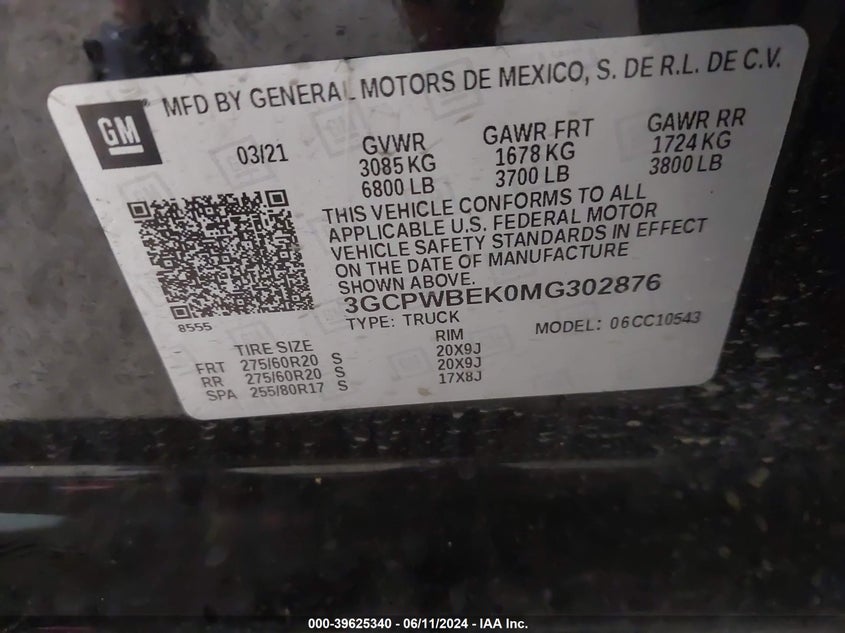 GM
MFD BY GENERAL MOTORS DE MEXICO, S. DE R.L. DE C.V.
03/21 GVWR GAWR FRT GAWR RR
3085 KG 1678 KG 1724 KG
6800 LB 3700 LB 3800 LB
THIS VEHICLE CONFORMS TO ALL
APPLICABLE U.S. FEDERAL MOTOR
VEHICLE SAFETY STANDARDS IN EFFECT
ON THE DATE OF MANUFACTURE
SHOWN ABOVE.
3GCPWBEK0MG302876
8555
TYPE: TRUCK MODEL: 06CC10543
TIRE SIZE RIM
FRT 275/60R20 S 20X9J
RR 275/60R20 S 20X9J
SPA 255/80R17 S 17X8J
000-39625340 - 06/11/2024 - IAA Inc.